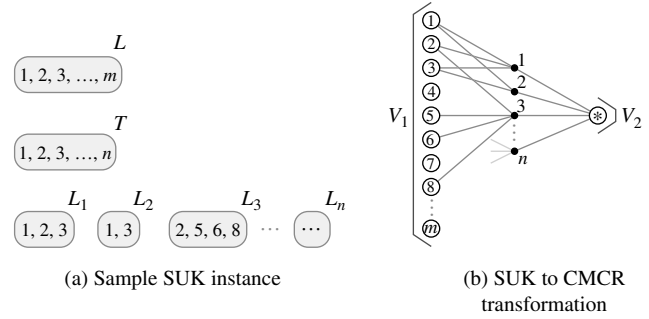 L
1, 2, 3, …, m
T
1, 2, 3, …, n
L1 L2 L3 Ln
1, 2, 3 1, 3 2, 5, 6, 8 … …
(a) Sample SUK instance
V1
1
2
3
4
5
6
7
8
m
1
2
3
n
*
V2
(b) SUK to CMCR
transformation